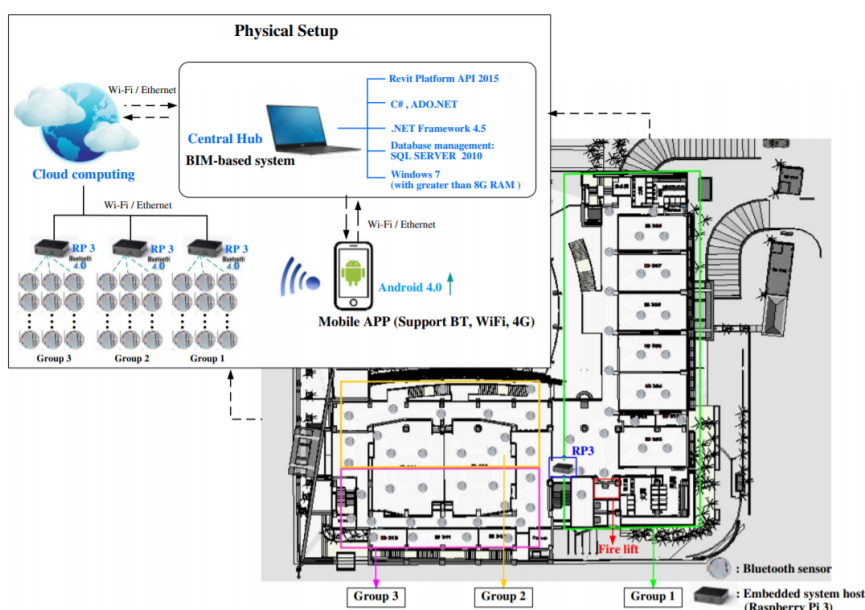 Physical Setup
Wi-Fi / Ethernet
Cloud computing
Central Hub
BIM-based system
Revit Platform API 2015
C# , ADO.NET
.NET Framework 4.5
Database management:
SQL SERVER 2010
Windows 7
(with greater than 8G RAM )
Wi-Fi / Ethernet
RP 3
Bluetooth
4.0
RP 3
Bluetooth
4.0
RP 3
Bluetooth
4.0
Group 3
Group 2
Group 1
Wi-Fi / Ethernet
Android 4.0
Mobile APP (Support BT, WiFi, 4G)
RP3
Fire lift
Group 3
Group 2
Group 1
: Bluetooth sensor
: Embedded system host
(Raspberry Pi 3)